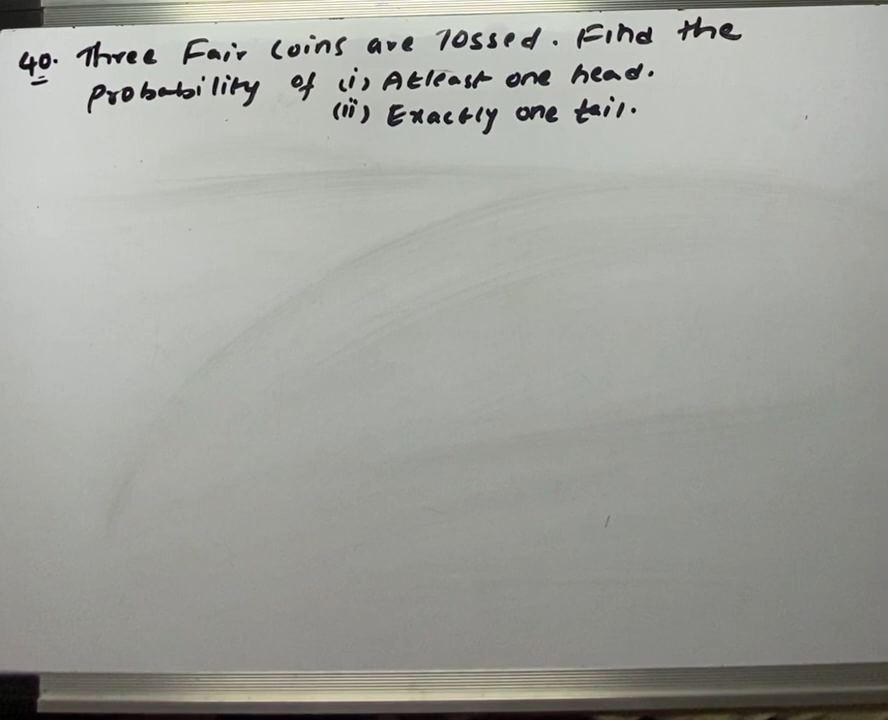 40. Three Fair Coins are Tossed. Find the
Probability of (i) Atleast one head.
(ii) Exactly one tail.